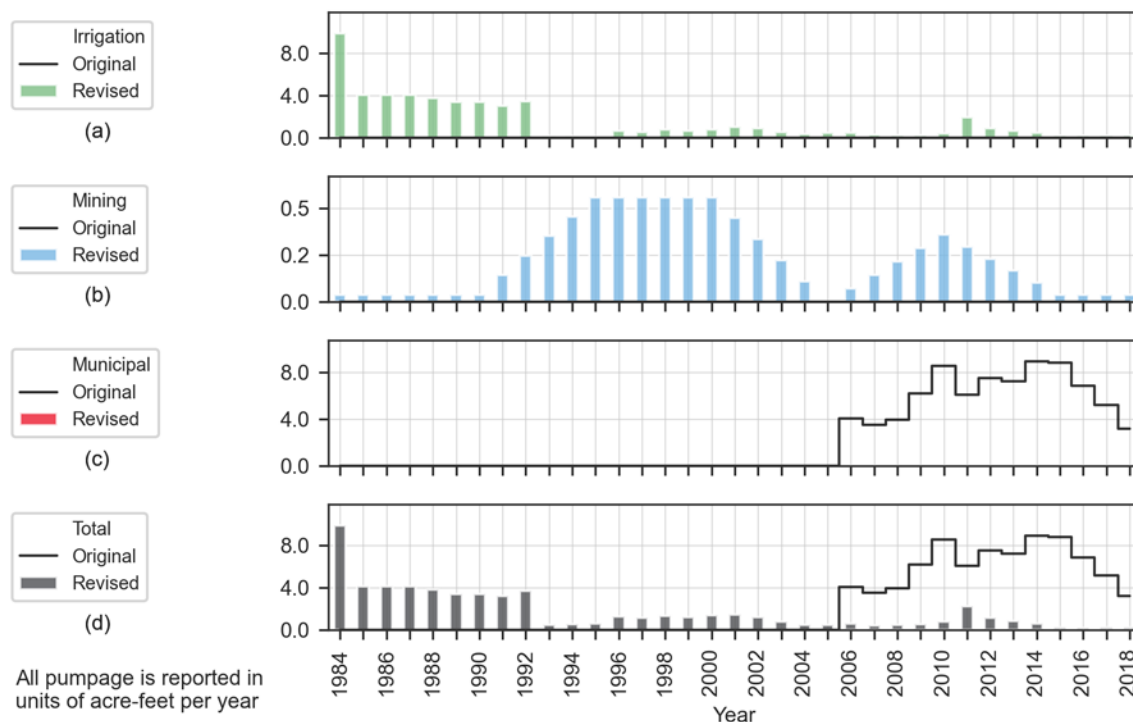 Irrigation
Original
Revised
(a)
8.0
4.0
0.0
Mining
Original
Revised
(b)
0.5
0.2
0.0
Municipal
Original
Revised
(c)
8.0
4.0
0.0
Total
Original
Revised
(d)
8.0
4.0
0.0
1984 1986 1988 1990 1992 1994 1996 1998 2000 2002 2004 2006 2008 2010 2012 2014 2016 2018
Year
All pumpage is reported in
units of acre-feet per year